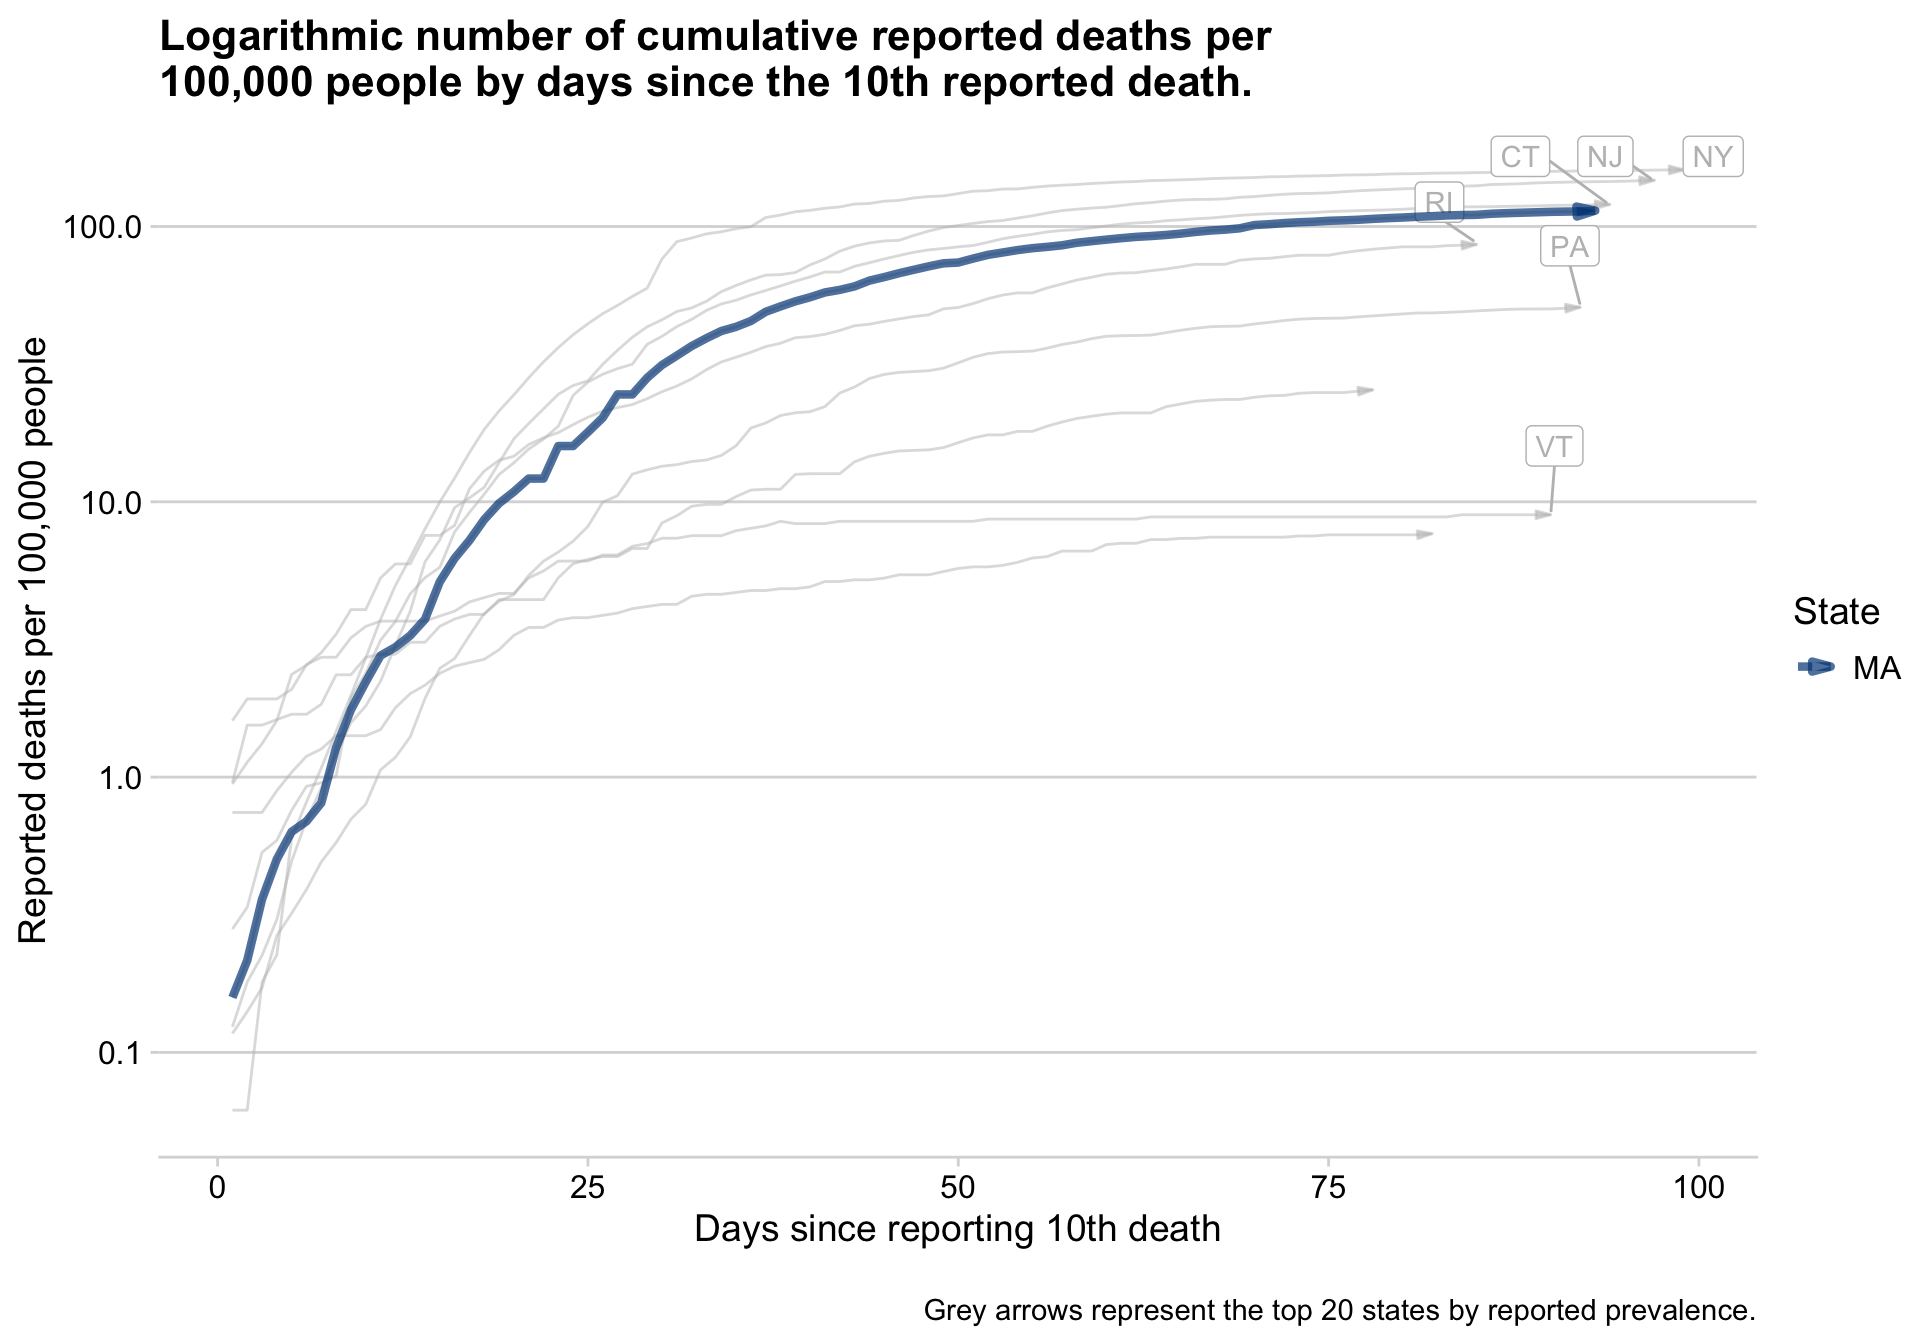 Logarithmic number of cumulative reported deaths per
100,000 people by days since the 10th reported death.
CT NJ NY
RI
100.0
PA
VT
10.0
1.0
0.1
Reported deaths per 100,000 people
State
MA
0 25 50 75 100
Days since reporting 10th death
Grey arrows represent the top 20 states by reported prevalence.